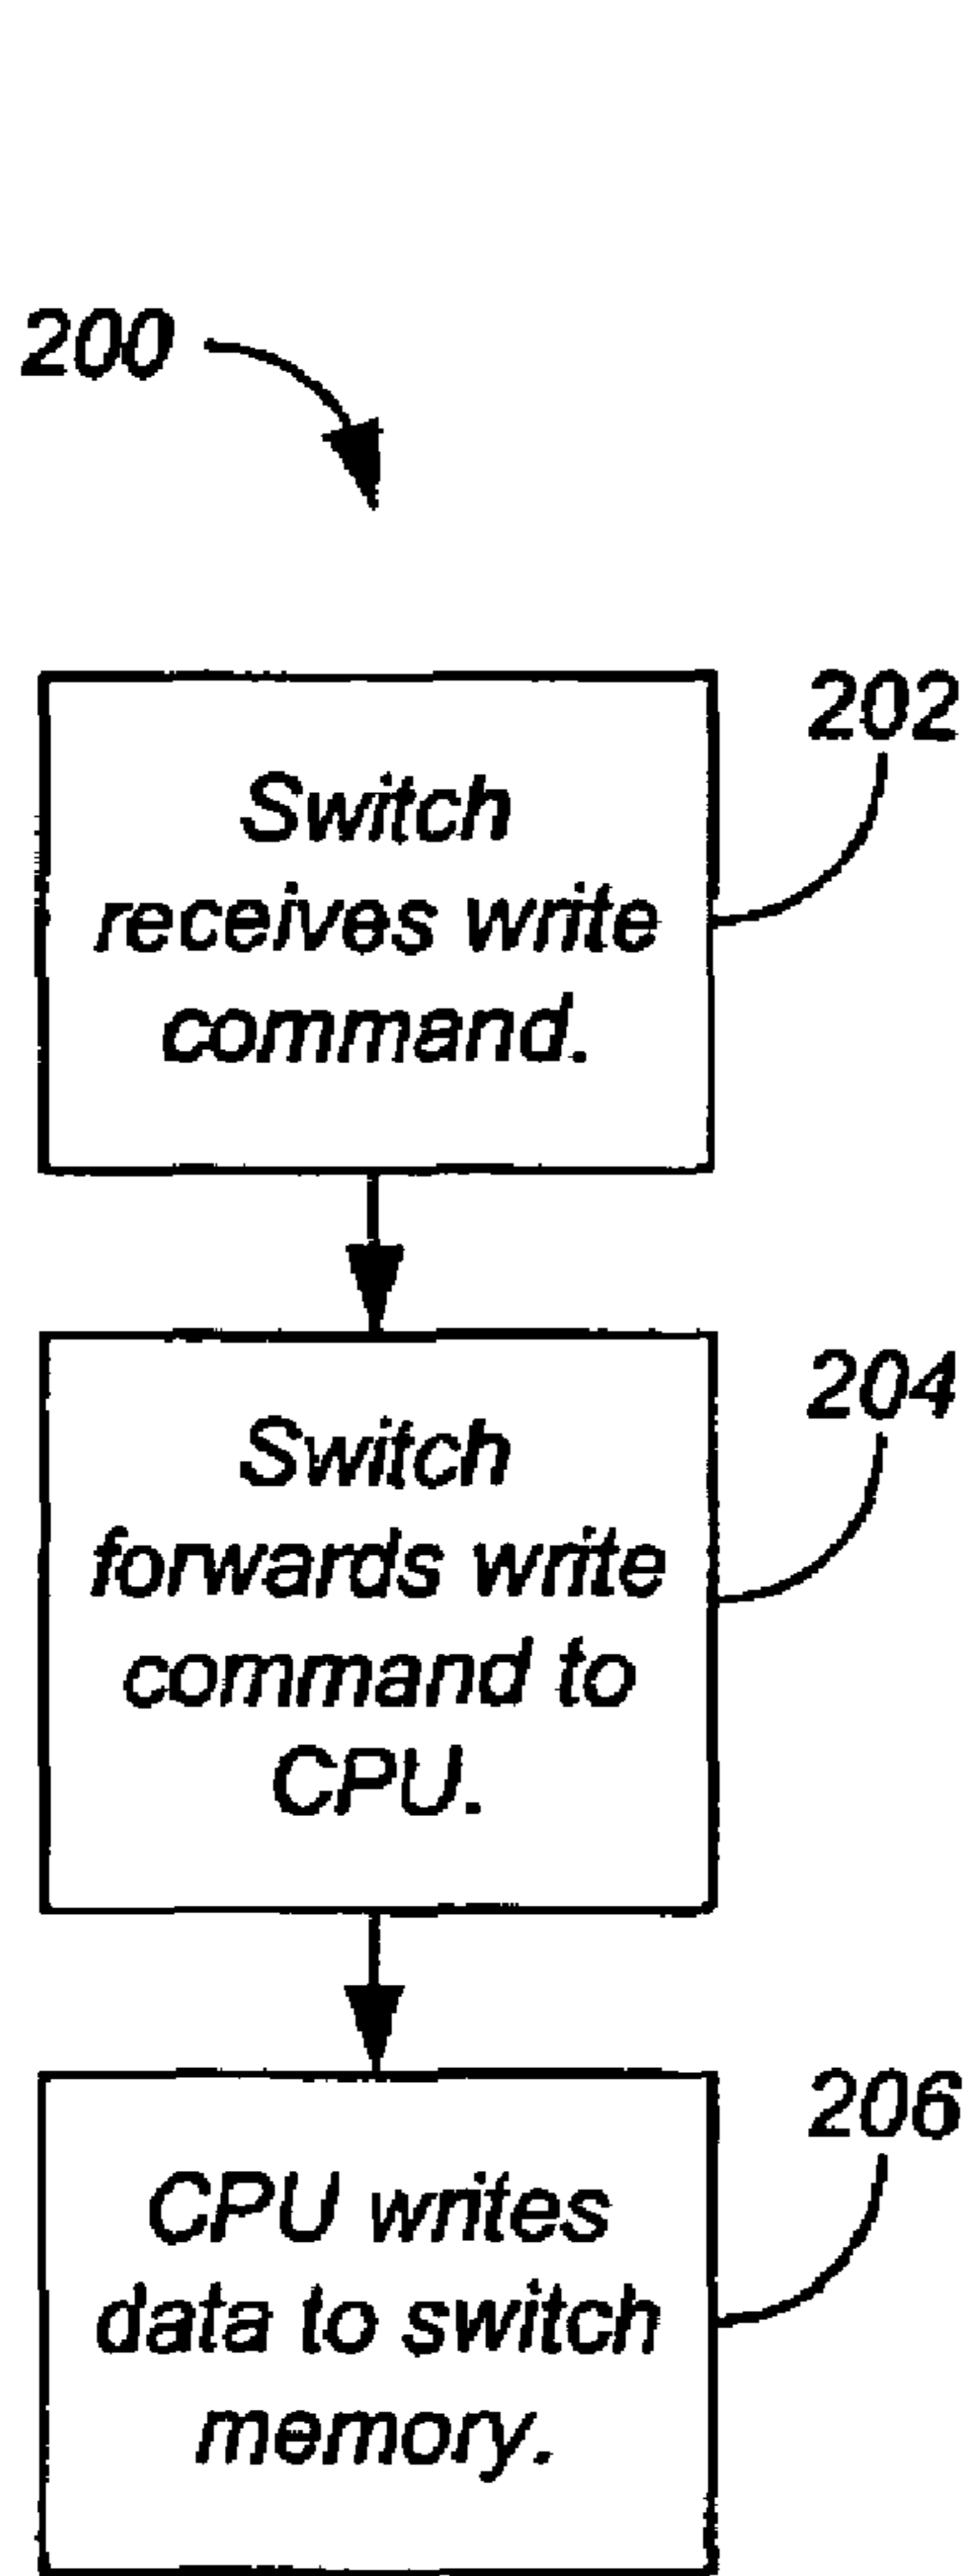 200
202
Switch
receives write
command.
204
Switch
forwards write
command to
CPU.
206
CPU writes
data to switch
memory.